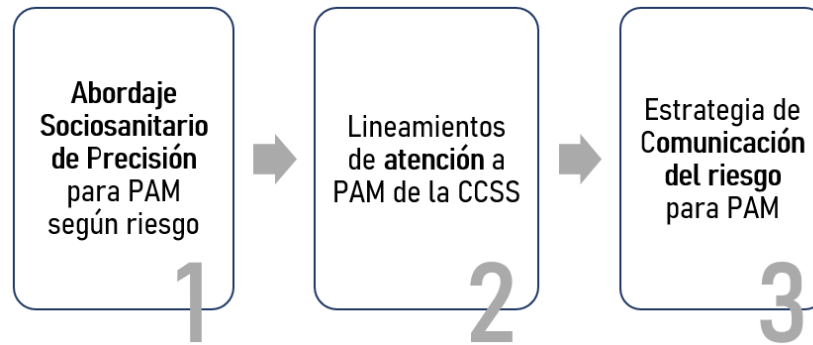 Abordaje
Sociosanitario
de Precisión
para PAM
según riesgo
1
Lineamientos
de atención a
PAM de la CCSS
2
Estrategia de
Comunicación
del riesgo
para PAM
3